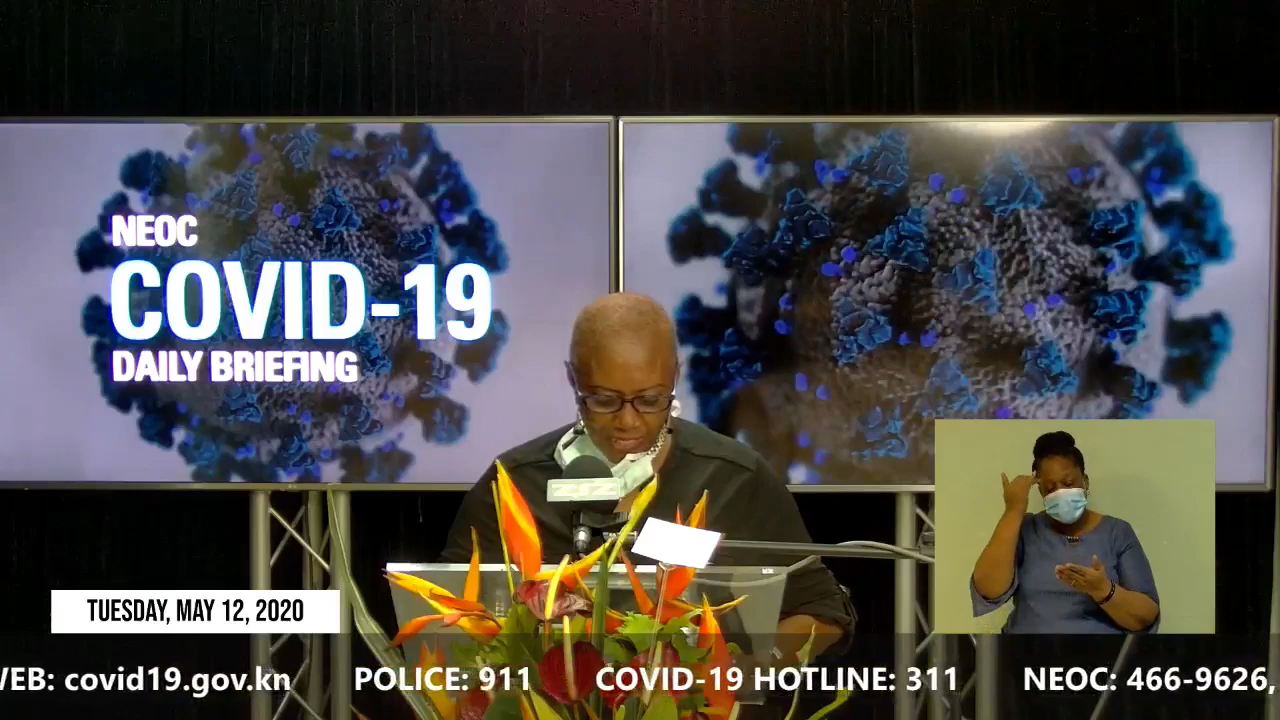 NEOC
COVID-19
DAILY BRIEFING
ZIZ
TUESDAY, MAY 12, 2020
WEB: covid19.gov.kn POLICE: 911 COVID-19 HOTLINE: 311 NEOC: 466-9626,